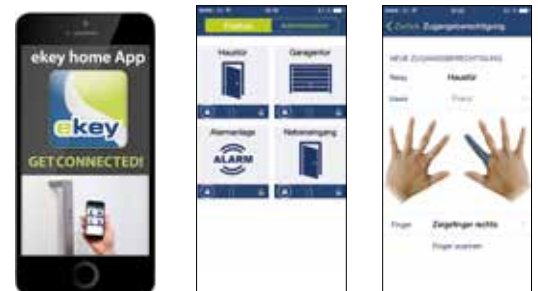 ekey home App
ekey
GET CONNECTED!
Haustür
Garagentor
Alarmanlage
Nebeneingang
ALARM
Zurück Zugangsberechtigung
NEUE ZUGANGSBERECHTIGUNG
Relay Haustür
Franz
Finger Zeigefinger rechts
Finger scannen